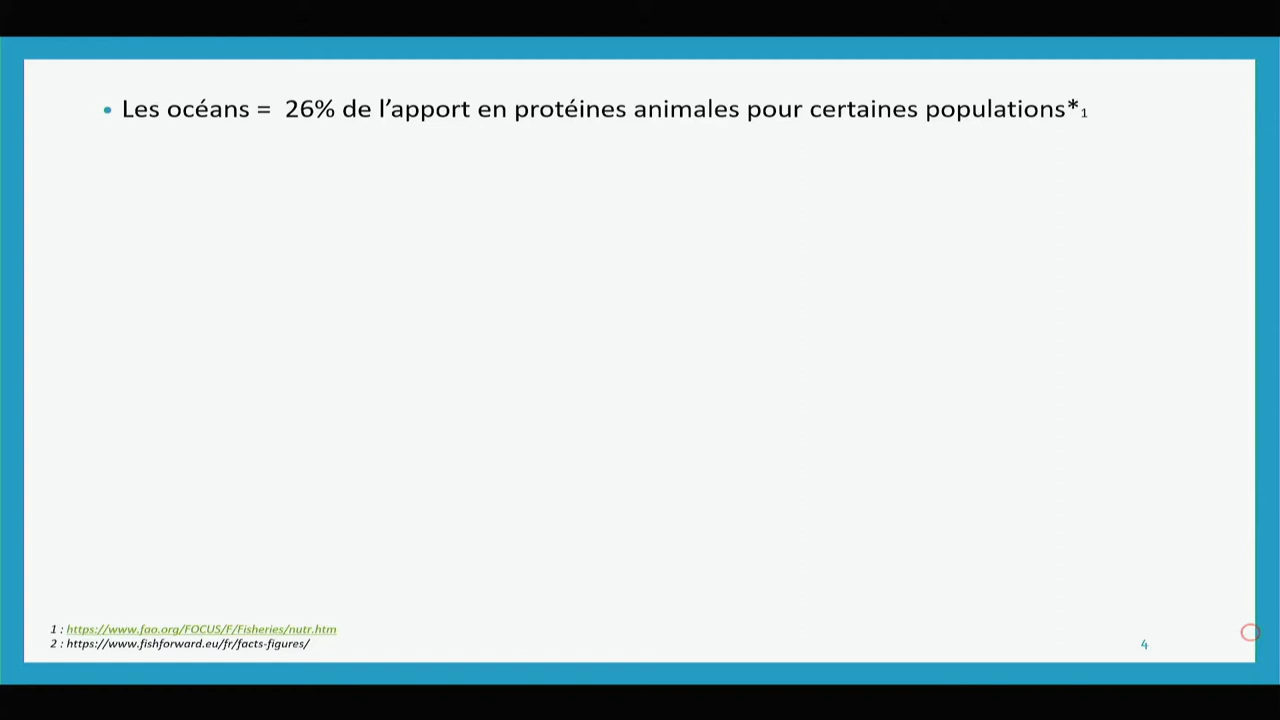 • Les océans =  26% de l’apport en protéines animales pour certaines populations*1
1 : https://www.fao.org/FOCUS/F/Fisheries/nutr.htm
2 : https://www.fishforward.eu/fr/facts-figures/
4